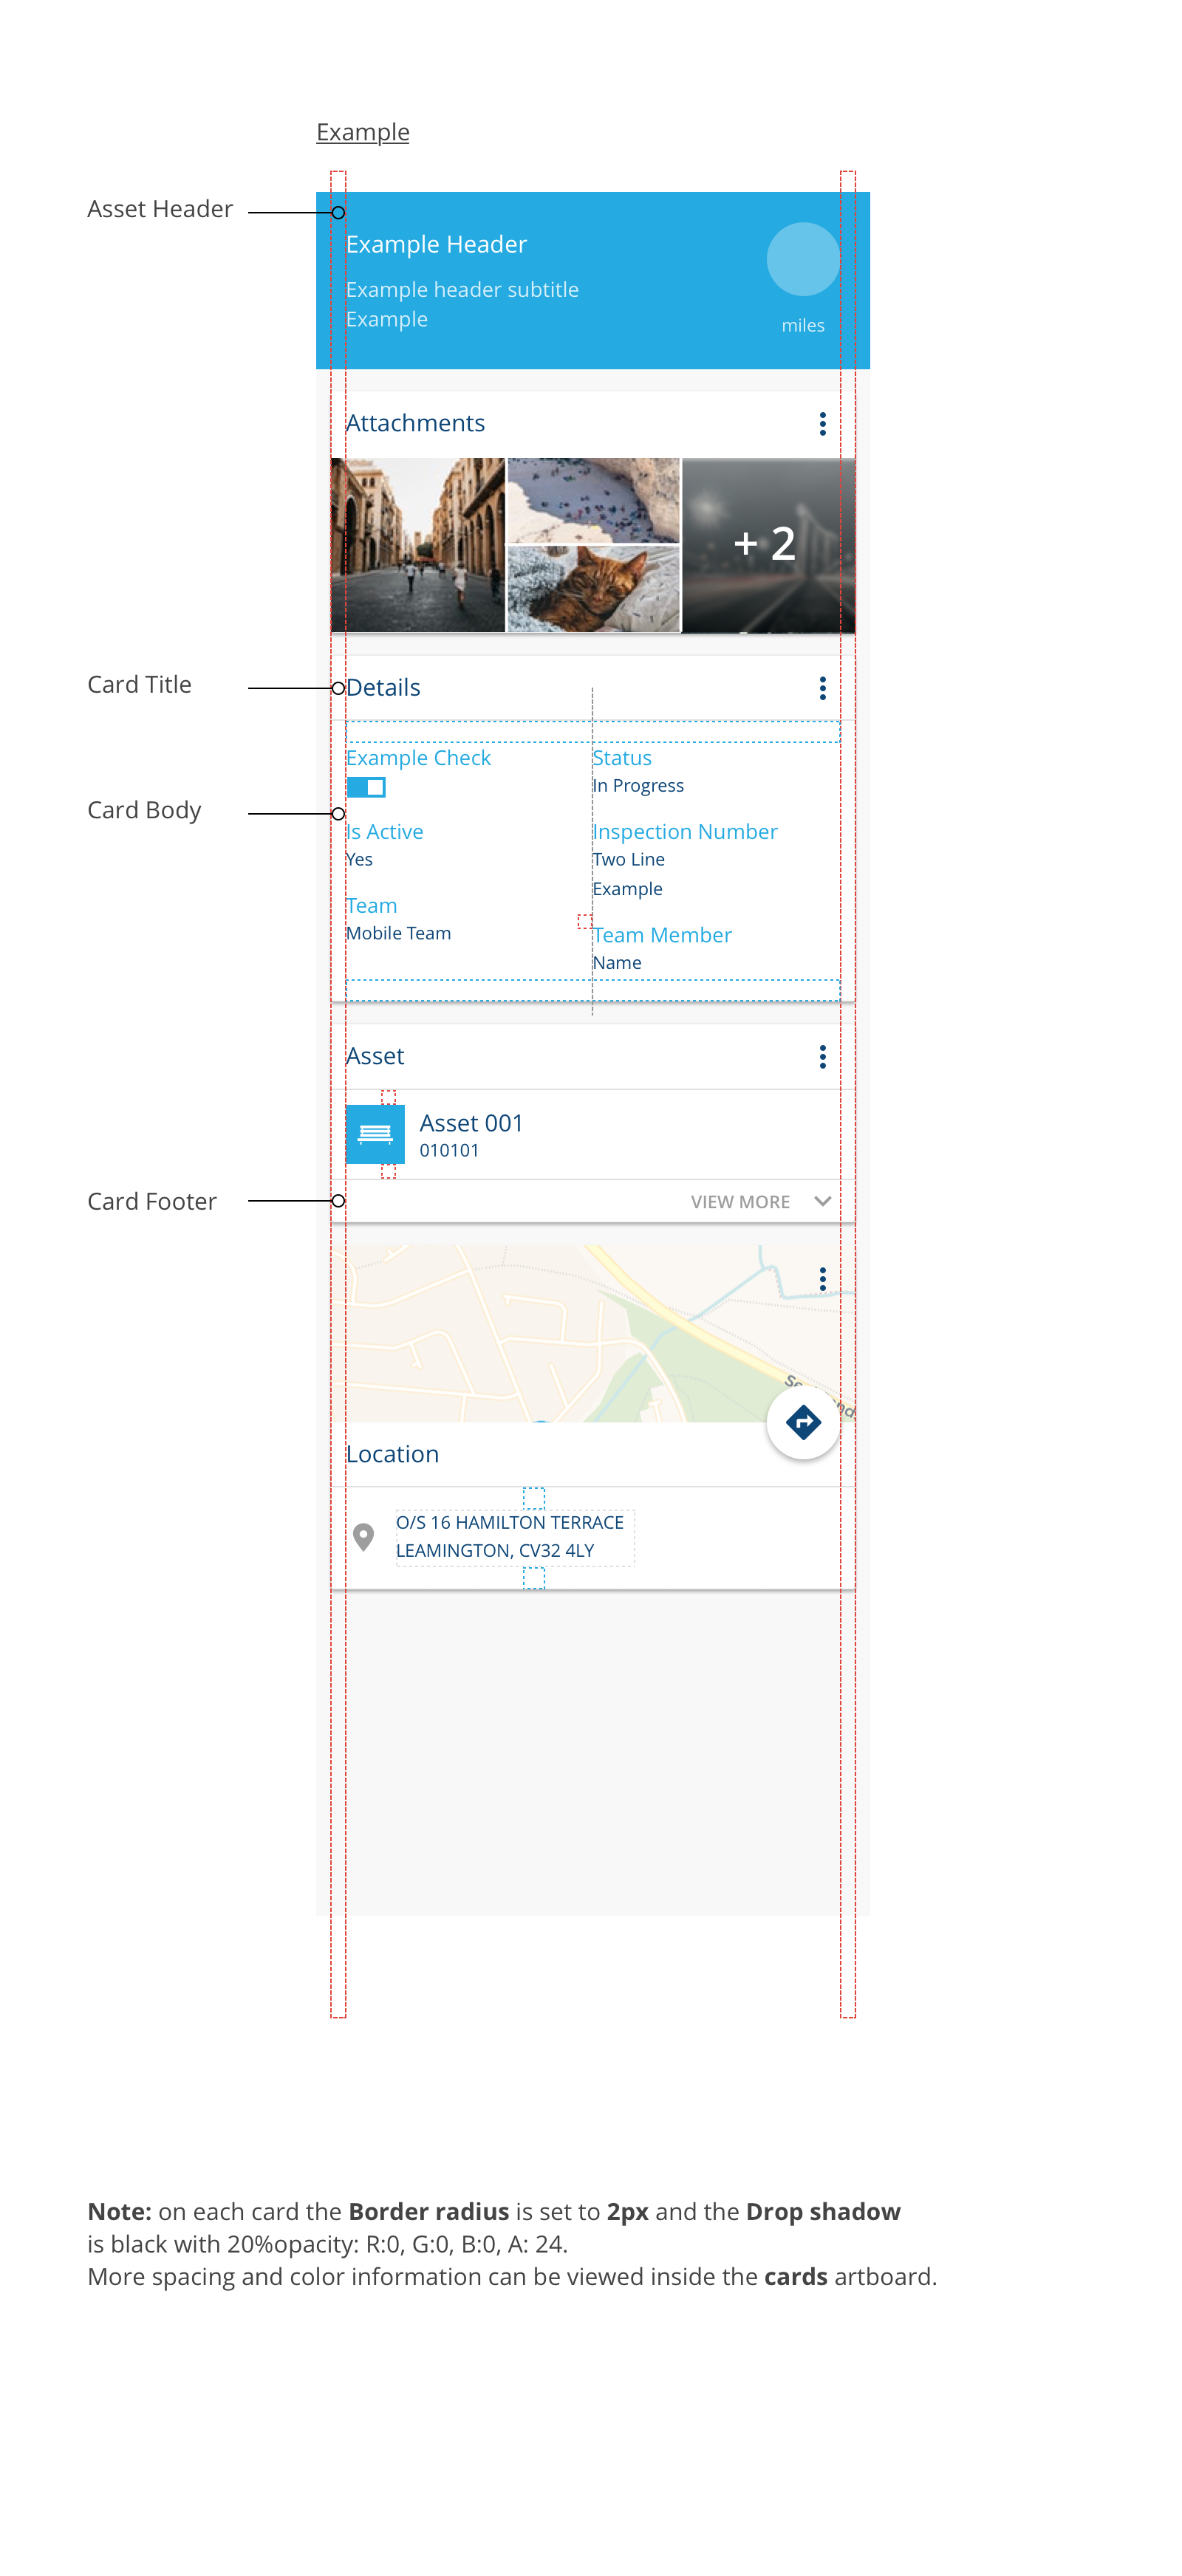 Example
Asset Header
Example Header
Example header subtitle
Example
miles
Attachments
+ 2
Card Title
Details
Example Check
Status
In Progress
Card Body
Is Active
Yes
Inspection Number
Two Line
Example
Team
Mobile Team
Team Member
Name
Asset
Asset 001
010101
Card Footer
VIEW MORE
Location
O/S 16 HAMILTON TERRACE
LEAMINGTON, CV32 4LY
Note: on each card the Border radius is set to 2px and the Drop shadow
is black with 20%opacity: R:0, G:0, B:0, A: 24.
More spacing and color information can be viewed inside the cards artboard.